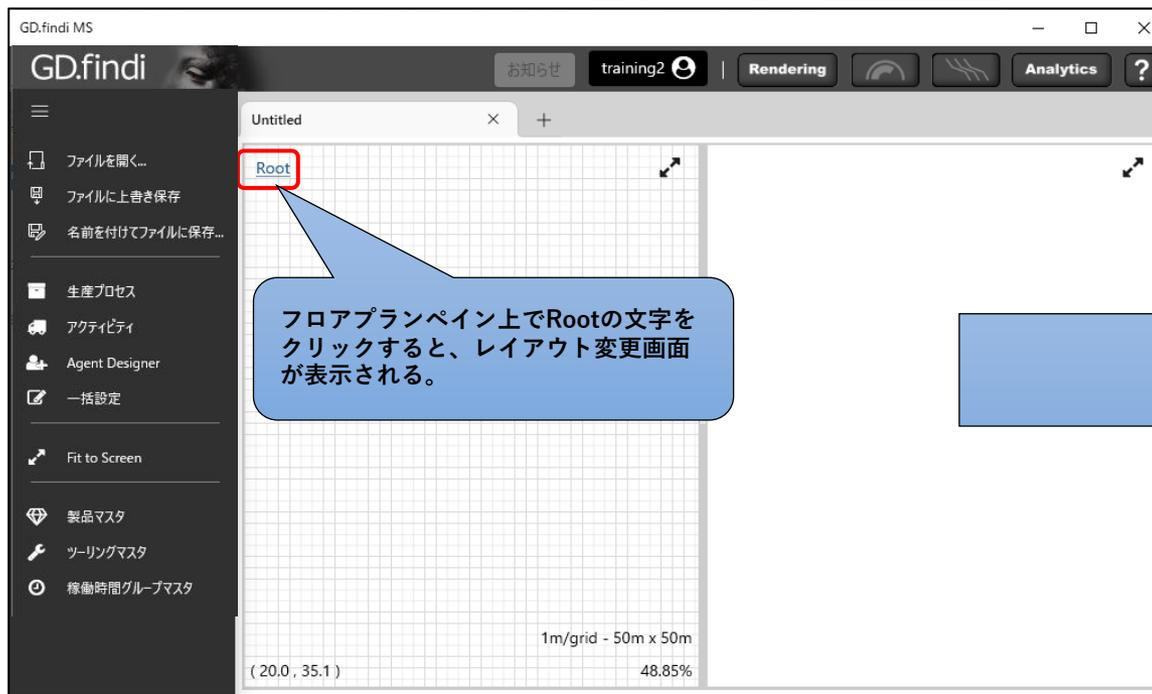 GD.findi MS
GD.findi
お知らせ
training2
Rendering
Analytics
?
Untitled
Root
ファイルを開く...
ファイルに上書き保存
名前を付けてファイルに保存...
生産プロセス
アクティビティ
Agent Designer
一括設定
Fit to Screen
製品マスタ
ツーリングマスタ
稼働時間グループマスタ
フロアプランペイン上でRootの文字を
クリックすると、レイアウト変更画面
が表示される。
1m/grid - 50m x 50m
( 20.0 , 35.1 )
48.85%